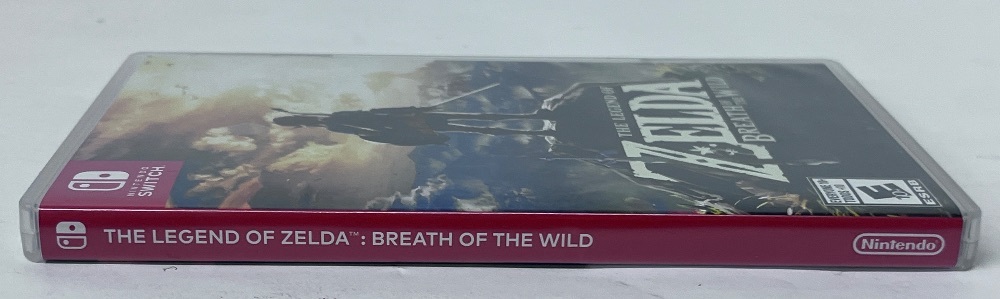 NINTENDO
SWITCH
THE LEGEND OF
ZELDA
BREATH OF THE WILD
E
10+
ESRB
THE LEGEND OF ZELDA™: BREATH OF THE WILD
Nintendo